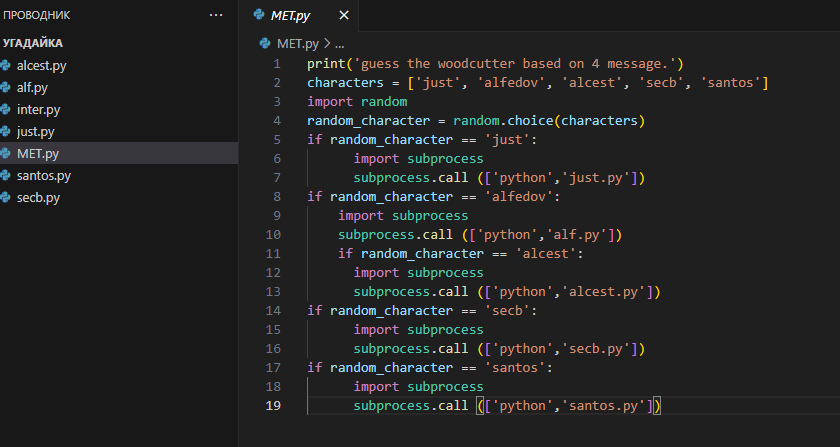 ПРОВОДНИК ...
УГАДАЙКА
alcest.py
alf.py
inter.py
just.py
MET.py
santos.py
secb.py
MET.py ×
MET.py > ...
1 print('guess the woodcutter based on 4 message.')
2 characters = ['just', 'alfedov', 'alcest', 'secb', 'santos']
3 import random
4 random_character = random.choice(characters)
5 if random_character == 'just':
6 import subprocess
7 subprocess.call (['python','just.py'])
8 if random_character == 'alfedov':
9 import subprocess
10 subprocess.call (['python','alf.py'])
11 if random_character == 'alcest':
12 import subprocess
13 subprocess.call (['python','alcest.py'])
14 if random_character == 'secb':
15 import subprocess
16 subprocess.call (['python','secb.py'])
17 if random_character == 'santos':
18 import subprocess
19 subprocess.call (['python','santos.py'])